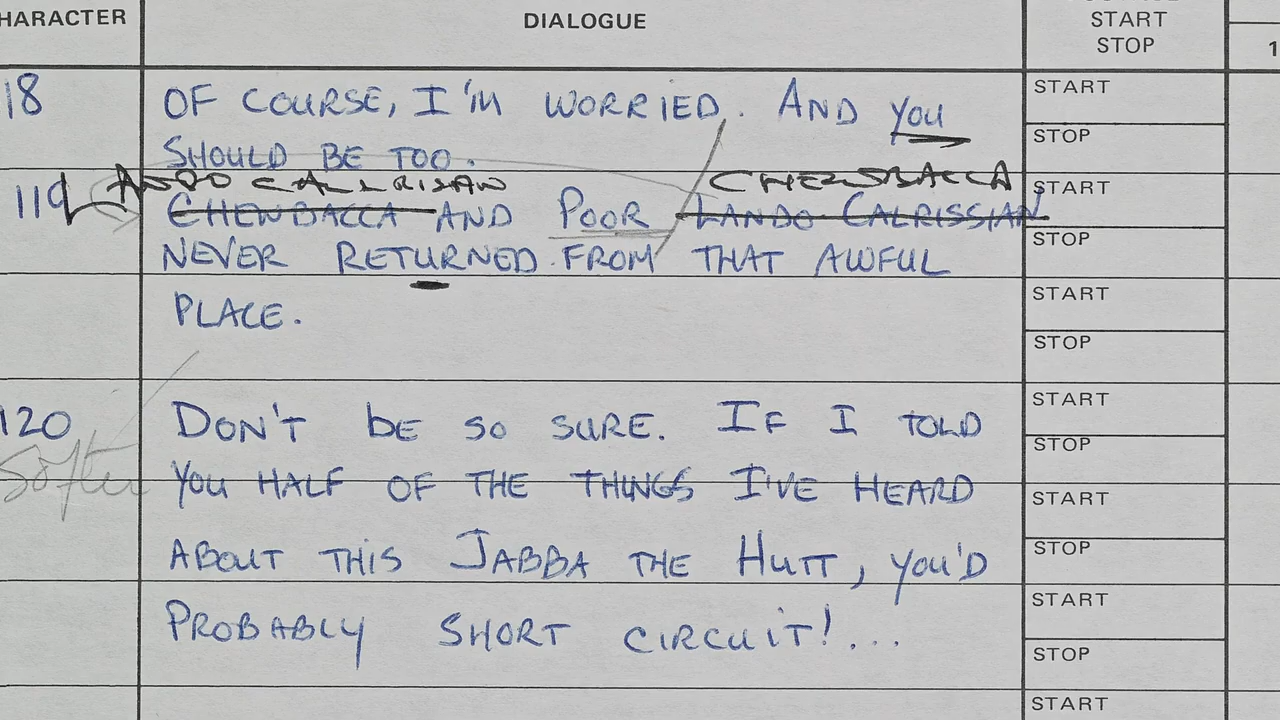 HARACTER DIALOGUE START STOP 1
18 OF COURSE, I'M WORRIED. AND YOU START
SHOULD BE TOO. STOP
CALLRISIAN CHEWBACCA
119 CHEWBACCA AND POOR LANDO CALRISSIAN START
NEVER RETURNED FROM THAT AWFUL STOP
PLACE. START
STOP
120 DON'T BE SO SURE. IF I TOLD START
STOP
Softer YOU HALF OF THE THINGS I'VE HEARD START
ABOUT THIS JABBA THE HUTT, YOU'D STOP
PROBABLY SHORT CIRCUIT!... START
STOP
START